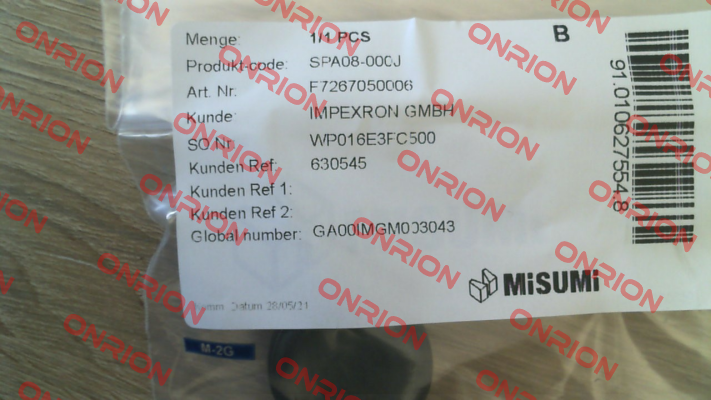 Menge: 1/1 PCS
B
Produkt-code: SPA08-000J
Art. Nr. F7267050006
Kunde: IMPEXRON GMBH
SO.Nr. WP016E3FC500
Kunden Ref: 630545
Kunden Ref 1:
Kunden Ref 2:
Global number: GA00IMGM003043
91.0106275548
MiSUMi
Datum 28/05/21
M-2G
ONRION